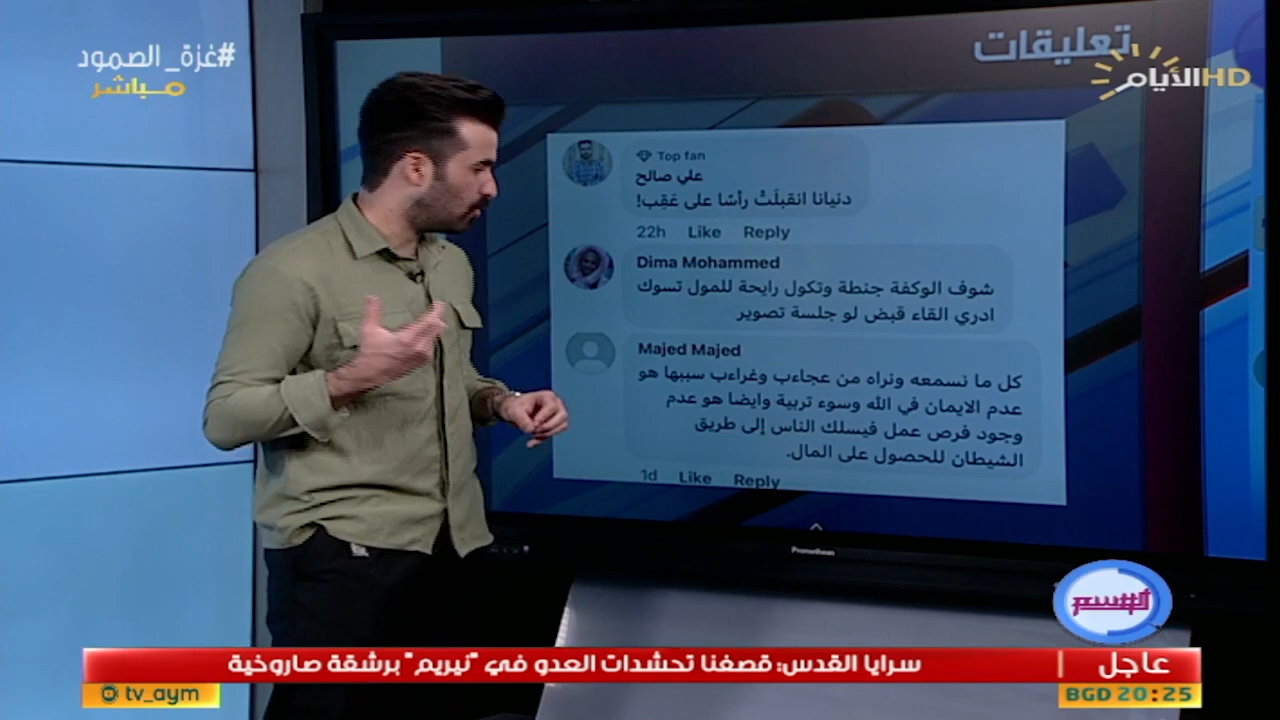 #غزة_الصمود
مباشر
تعليقات
الأيام HD
Top fan
علي صالح
دنيانا انقبلَتْ رأسًا على عَقِب!
22h Like Reply
Dima Mohammed
شوف الوكفة جنطة وتكول رايحة للمول تسوك
ادري القاء قبض لو جلسة تصوير
Majed Majed
كل ما نسمعه ونراه من عجاءب وغراءب سببها هو
عدم الايمان في الله وسوء تربية وايضا هو عدم
وجود فرص عمل فيسلك الناس إلى طريق
الشيطان للحصول على المال.
1d Like Reply
Promethean
عاجل
سرايا القدس: قصفنا تحشدات العدو في "نيريم" برشقة صاروخية
tv_aym
BGD 20:25